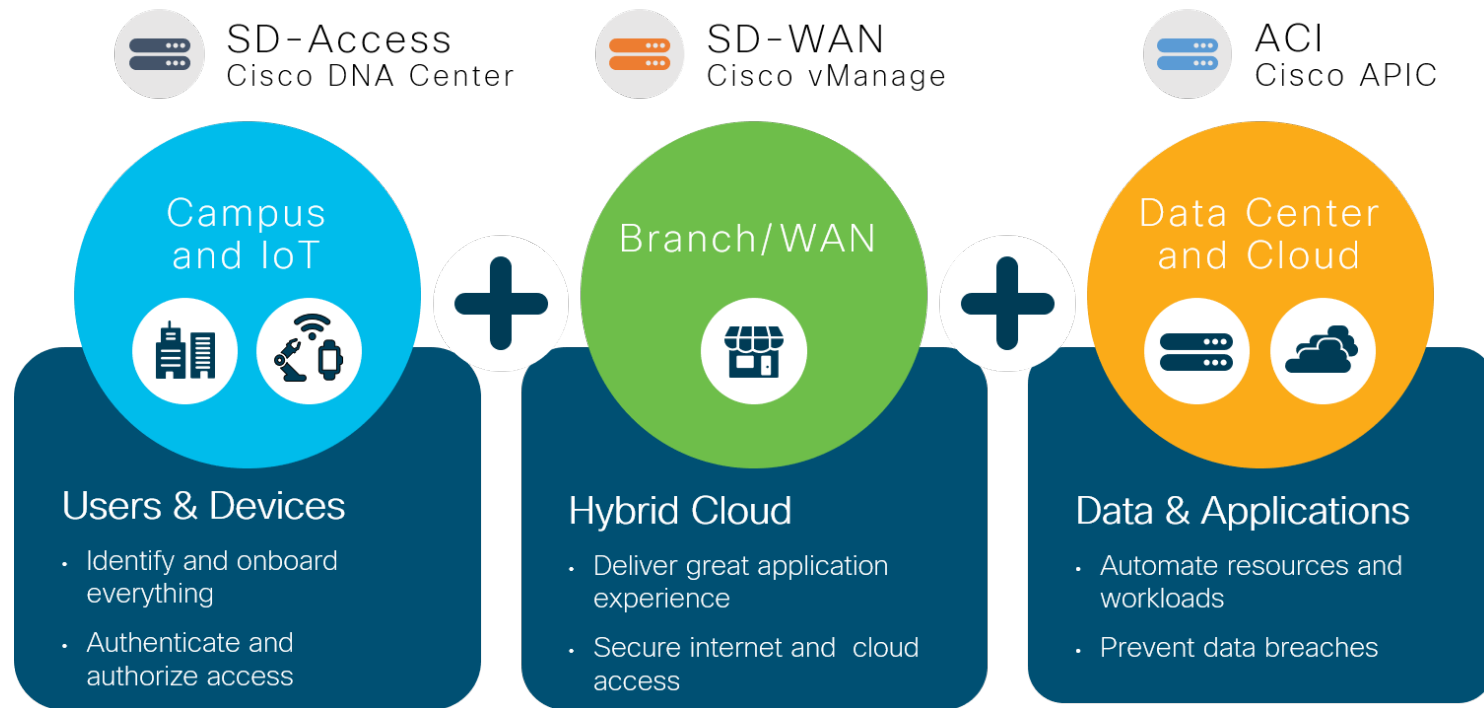 SD-Access
Cisco DNA Center
SD-WAN
Cisco vManage
ACI
Cisco APIC
Campus
and IoT
Branch/WAN
Data Center
and Cloud
Users & Devices
• Identify and onboard
everything
• Authenticate and
authorize access
Hybrid Cloud
• Deliver great application
experience
• Secure internet and cloud
access
Data & Applications
• Automate resources and
workloads
• Prevent data breaches